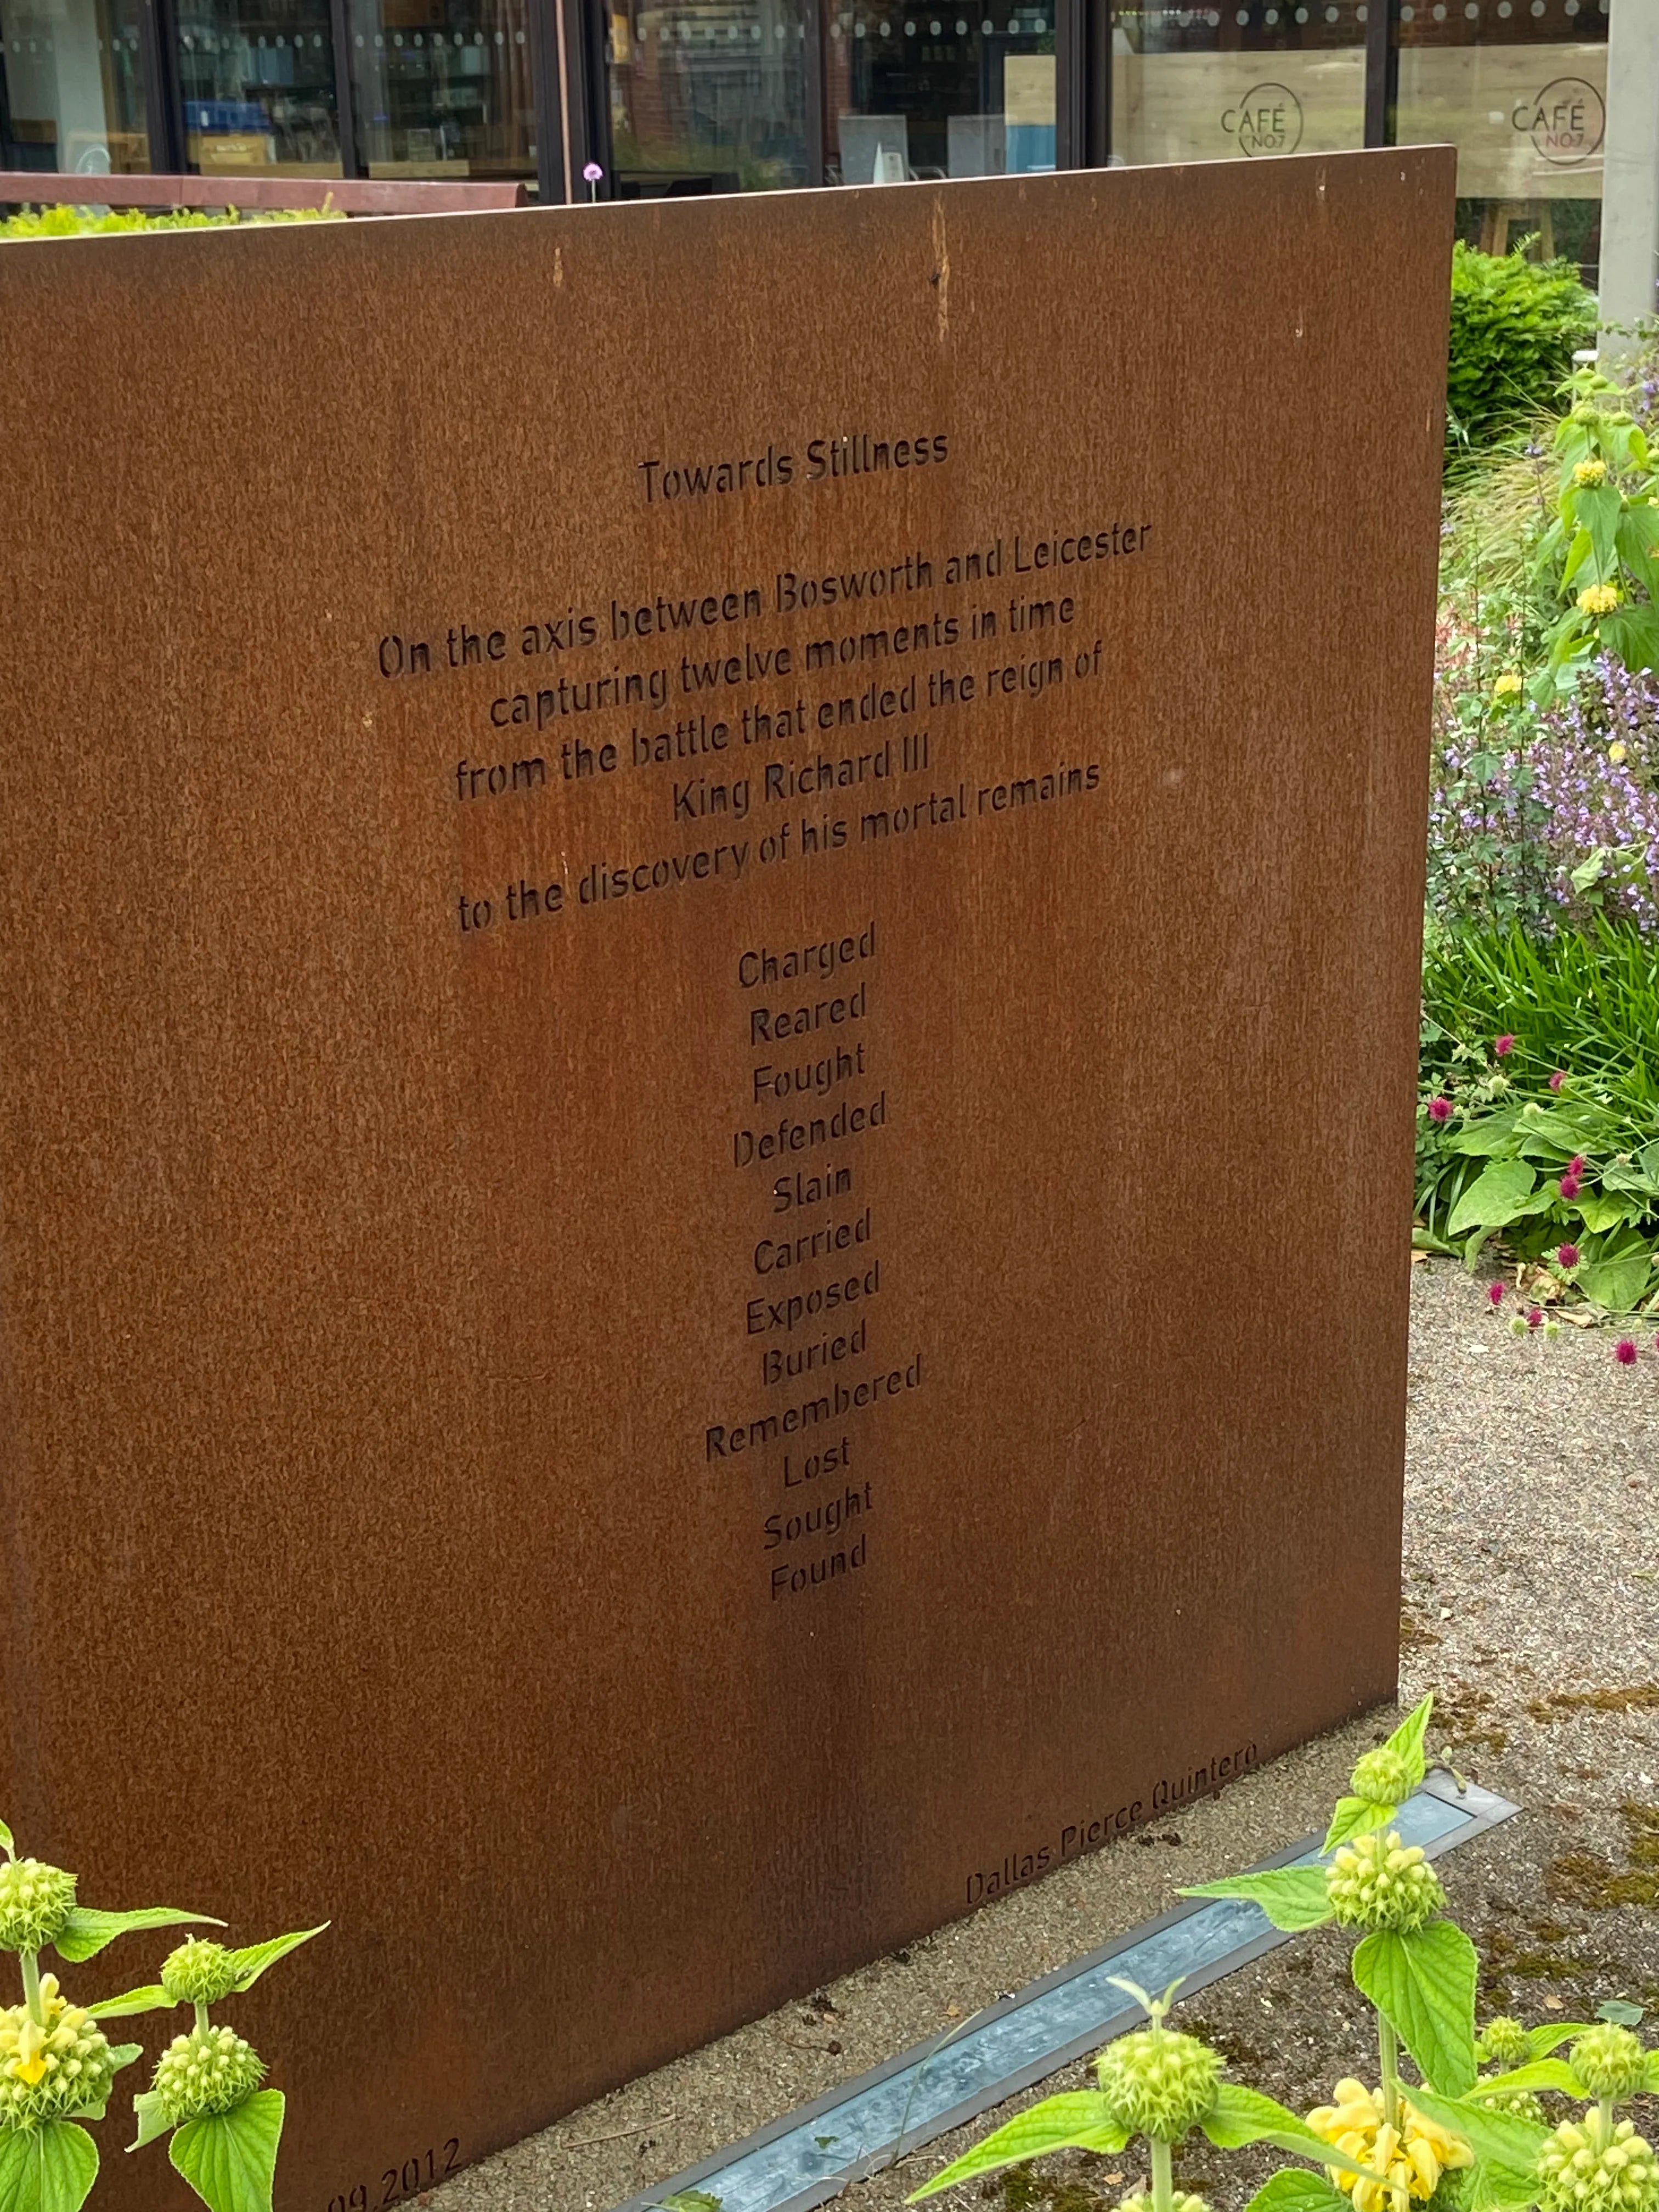 CAFÉ
NO.7
CAFÉ
NO.7
Towards Stillness
On the axis between Bosworth and Leicester
capturing twelve moments in time
from the battle that ended the reign of
King Richard III
to the discovery of his mortal remains
Charged
Reared
Fought
Defended
Slain
Carried
Exposed
Buried
Remembered
Lost
Sought
Found
Dallas Pierce Quintero
09.2012